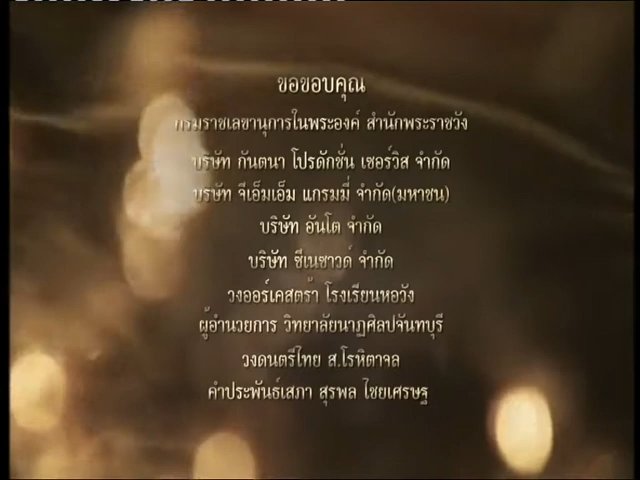 ขอขอบคุณ
กรมราชเลขานุการในพระองค์ สำนักพระราชวัง
บริษัท กันตนา โปรดักชั่น เซอร์วิส จำกัด
บริษัท จีเอ็มเอ็ม แกรมมี่ จำกัด(มหาชน)
บริษัท อันโต จำกัด
บริษัท ซีเนซาวด์ จำกัด
วงออร์เคสตร้า โรงเรียนหอวัง
ผู้อำนวยการ วิทยาลัยนาฏศิลปจันทบุรี
วงดนตรีไทย ส.โรหิตาจล
คำประพันธ์เสภา สุรพล ไชยเศรษฐ